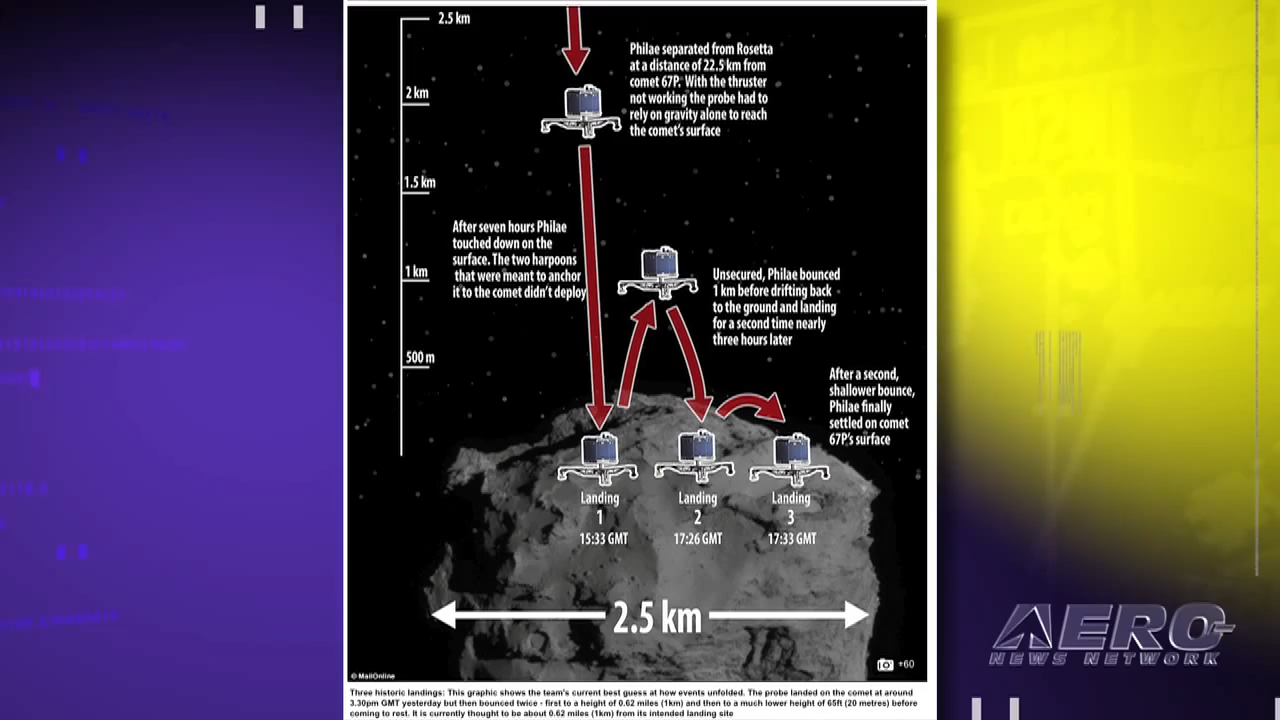 2.5 km
Philae separated from Rosetta
at a distance of 22.5 km from
comet 67P. With the thruster
not working the probe had to
rely on gravity alone to reach
the comet's surface
2 km
1.5 km
After seven hours Philae
touched down on the
surface. The two harpoons
that were meant to anchor
it to the comet didn't deploy
1 km
Unsecured, Philae bounced
1 km before drifting back
to the ground and landing
for a second time nearly
three hours later
500 m
After a second,
shallower bounce,
Philae finally
settled on comet
67P's surface
Landing
1
15:33 GMT
Landing
2
17:26 GMT
Landing
3
17:33 GMT
2.5 km
+60
© MailOnline
Three historic landings: This graphic shows the team's current best guess at how events unfolded. The probe landed on the comet at around
3.30pm GMT yesterday but then bounced twice - first to a height of 0.62 miles (1km) and then to a much lower height of 65ft (20 metres) before
coming to rest. It is currently thought to be about 0.62 miles (1km) from its intended landing site
AERO
NEWS NETWORK